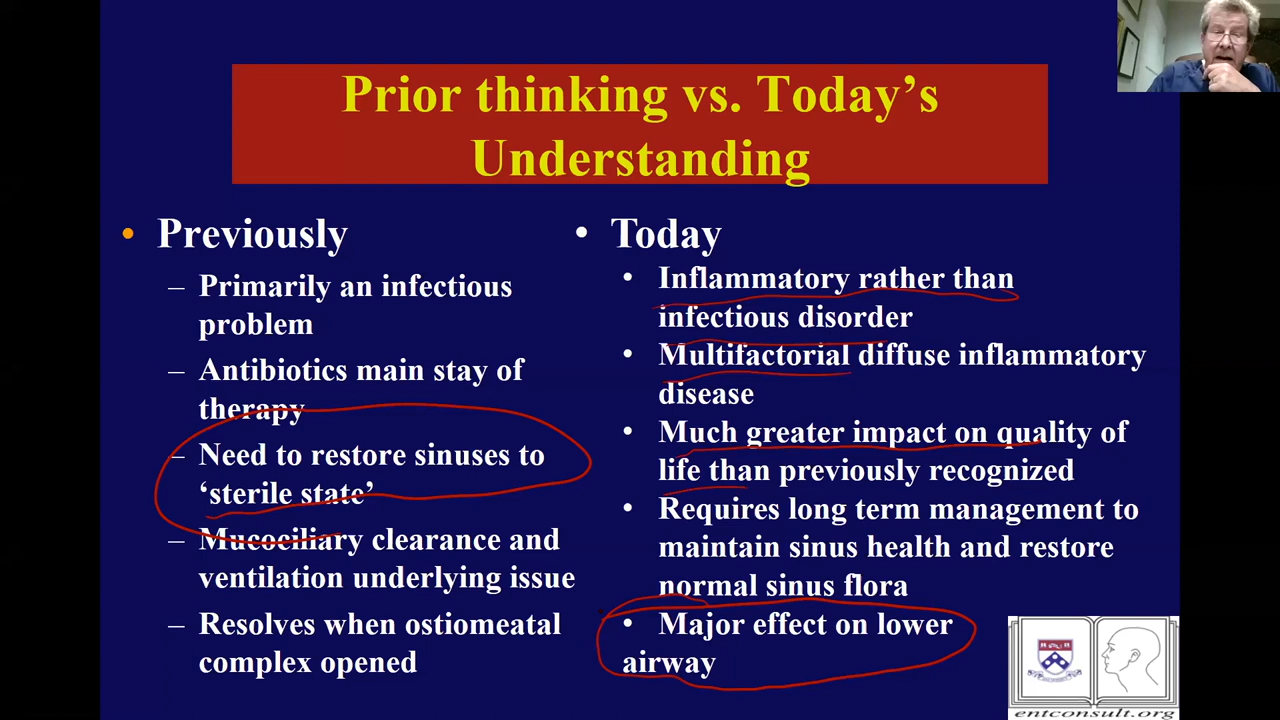 Prior thinking vs. Today's
Understanding
• Previously
– Primarily an infectious
problem
– Antibiotics main stay of
therapy
– Need to restore sinuses to
‘sterile state’
– Mucociliary clearance and
ventilation underlying issue
– Resolves when ostiomeatal
complex opened
• Today
• Inflammatory rather than
infectious disorder
• Multifactorial diffuse inflammatory
disease
• Much greater impact on quality of
life than previously recognized
• Requires long term management to
maintain sinus health and restore
normal sinus flora
• Major effect on lower
airway
entconsult.org